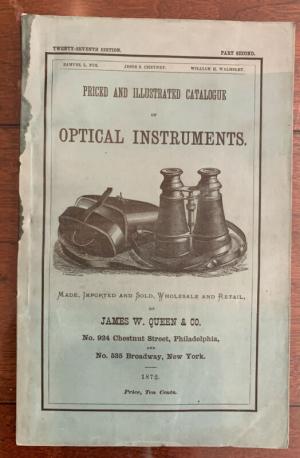 TWENTY-SEVENTH EDITION. PART SECOND.
SAMUEL L. FOX. JOHN S. CHEYNEY. WILLIAM H. WALMSLEY.
PRICED AND ILLUSTRATED CATALOGUE
OF
OPTICAL INSTRUMENTS.
MADE, IMPORTED AND SOLD, WHOLESALE AND RETAIL,
BY
JAMES W. QUEEN & CO.
No. 924 Chestnut Street, Philadelphia,
AND
No. 535 Broadway, New York.
1872.
Price, Ten Cents.